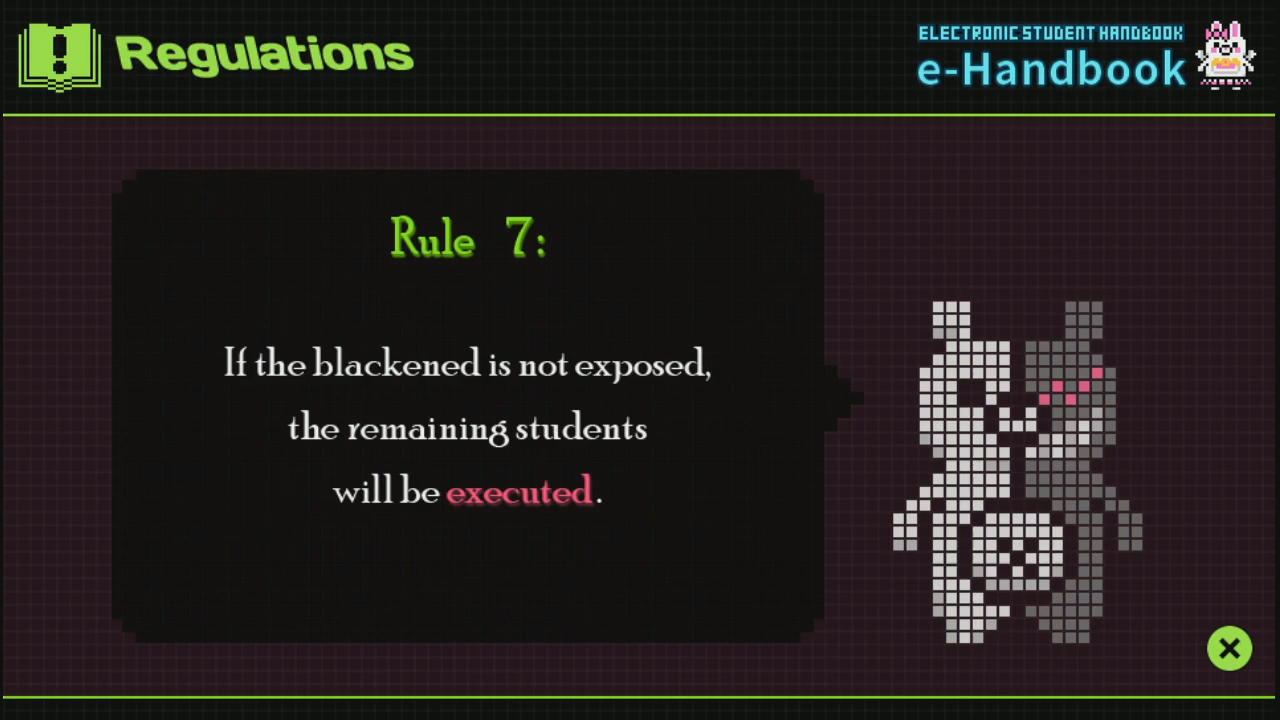 Regulations
ELECTRONIC STUDENT HANDBOOK
e-Handbook
Rule 7:
If the blackened is not exposed,
the remaining students
will be executed.